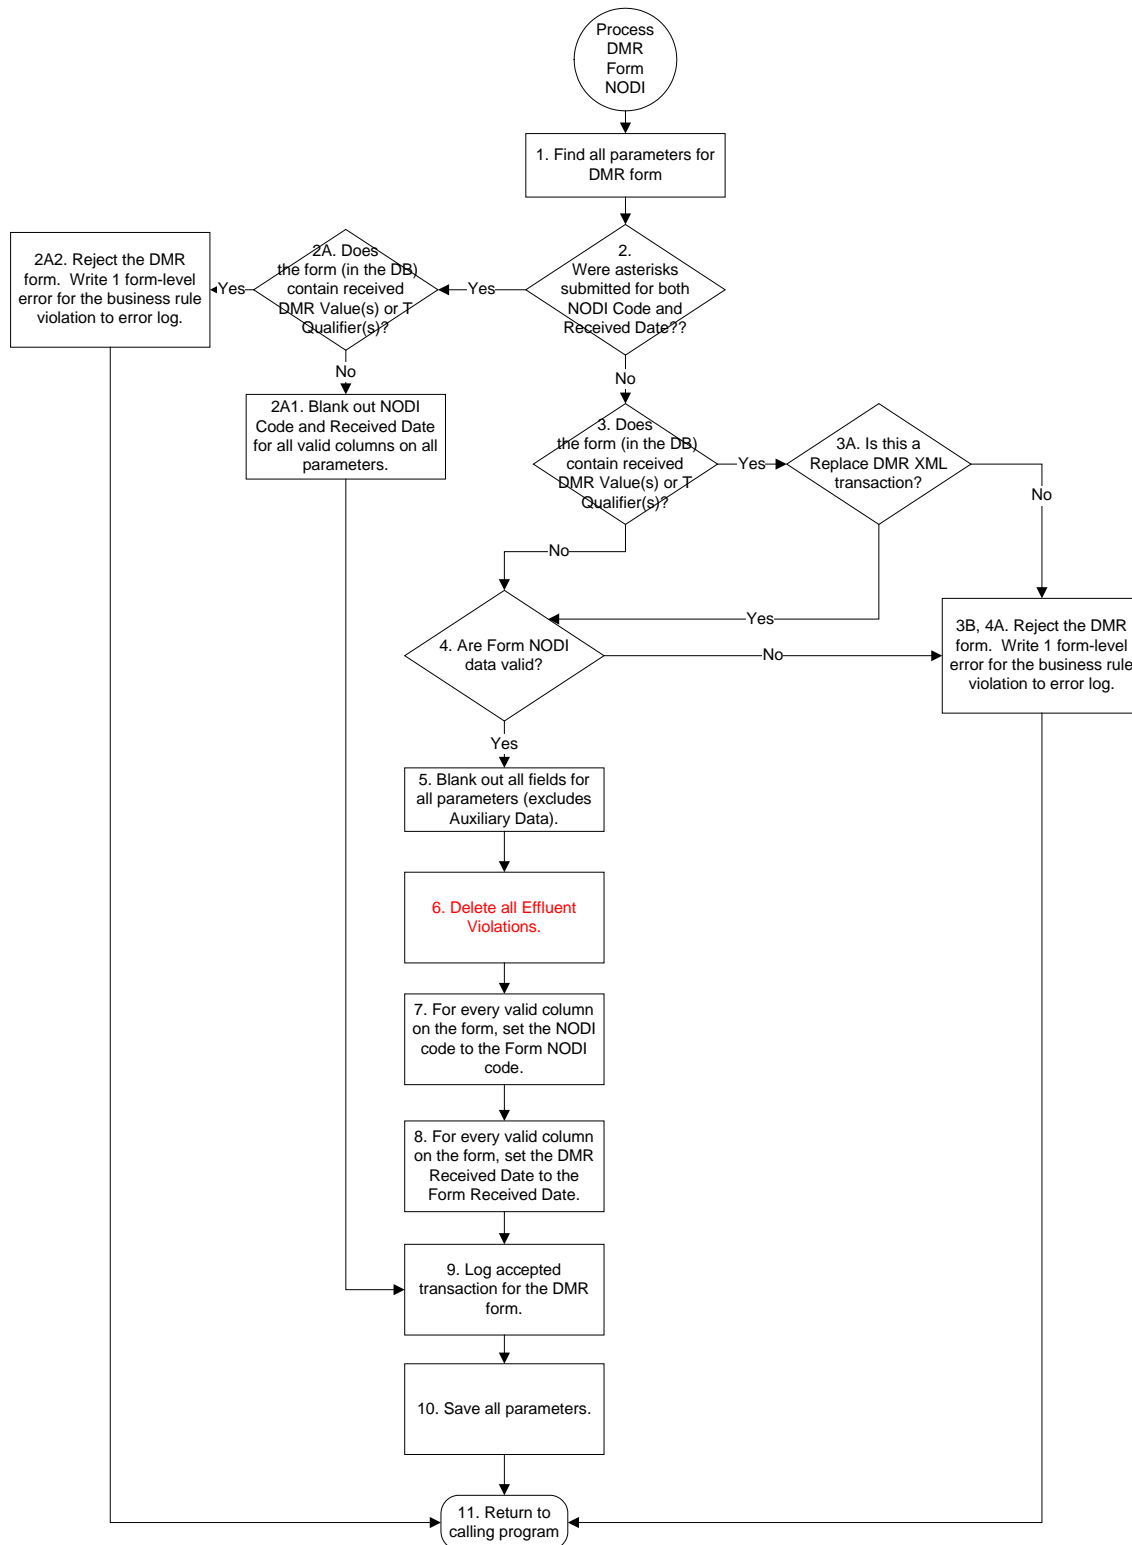 Process
DMR
Form
NODI
1. Find all parameters for
DMR form
2A2. Reject the DMR
form.  Write 1 form-level
error for the business rule
violation to error log.
Yes
2A. Does
the form (in the DB)
contain received
DMR Value(s) or T
Qualifier(s)?
Yes
2.
Were asterisks
submitted for both
NODI Code and
Received Date??
No
No
2A1. Blank out NODI
Code and Received Date
for all valid columns on all
parameters.
3. Does
the form (in the DB)
contain received
DMR Value(s) or T
Qualifier(s)?
Yes
3A. Is this a
Replace DMR XML
transaction?
No
No
Yes
4. Are Form NODI
data valid?
No
3B, 4A. Reject the DMR
form.  Write 1 form-level
error for the business rule
violation to error log.
Yes
5. Blank out all fields for
all parameters (excludes
Auxiliary Data).
6. Delete all Effluent
Violations.
7. For every valid column
on the form, set the NODI
code to the Form NODI
code.
8. For every valid column
on the form, set the DMR
Received Date to the
Form Received Date.
9. Log accepted
transaction for the DMR
form.
10. Save all parameters.
11. Return to
calling program